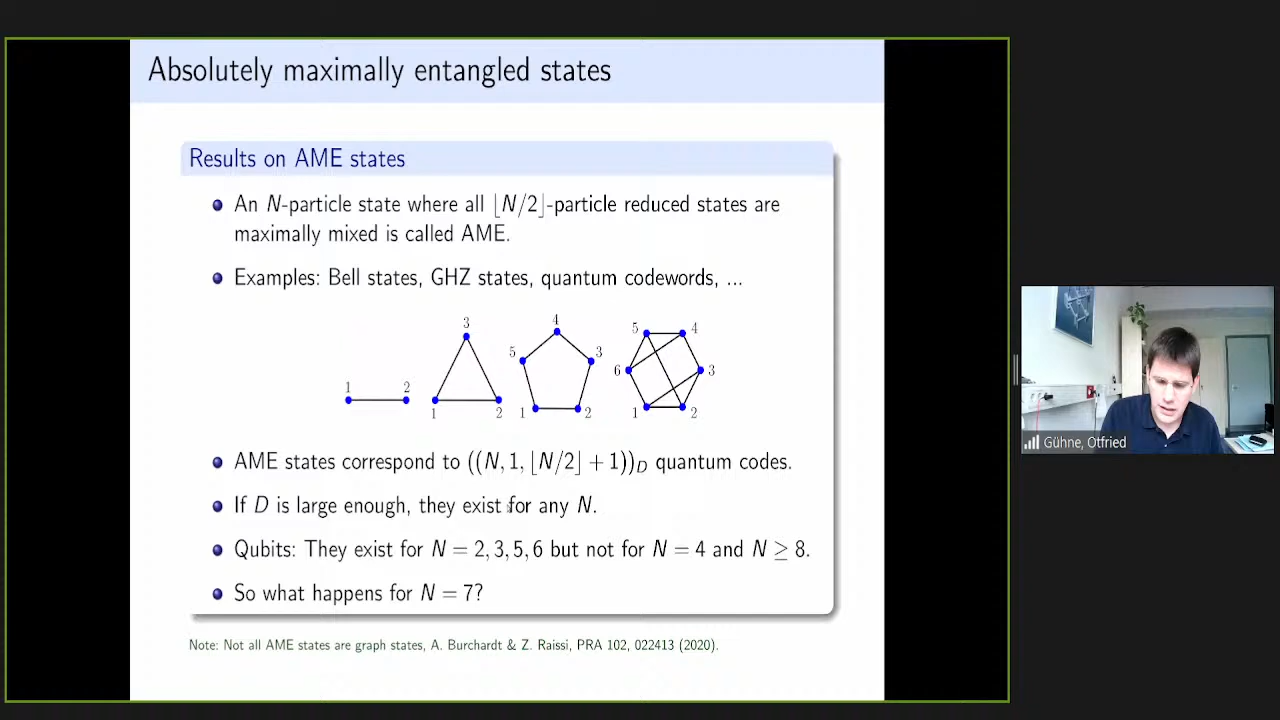 Absolutely maximally entangled states
Results on AME states
An N-particle state where all ⌊N/2⌋-particle reduced states are
maximally mixed is called AME.
Examples: Bell states, GHZ states, quantum codewords, ...
1 2
3
1 2
4
5 3
1 2
5 4
6 3
1 2
AME states correspond to ((N, 1, ⌊N/2⌋ + 1))_D quantum codes.
If D is large enough, they exist for any N.
Qubits: They exist for N = 2, 3, 5, 6 but not for N = 4 and N ≥ 8.
So what happens for N = 7?
Note: Not all AME states are graph states, A. Burchardt & Z. Raissi, PRA 102, 022413 (2020).
Gühne, Otfried